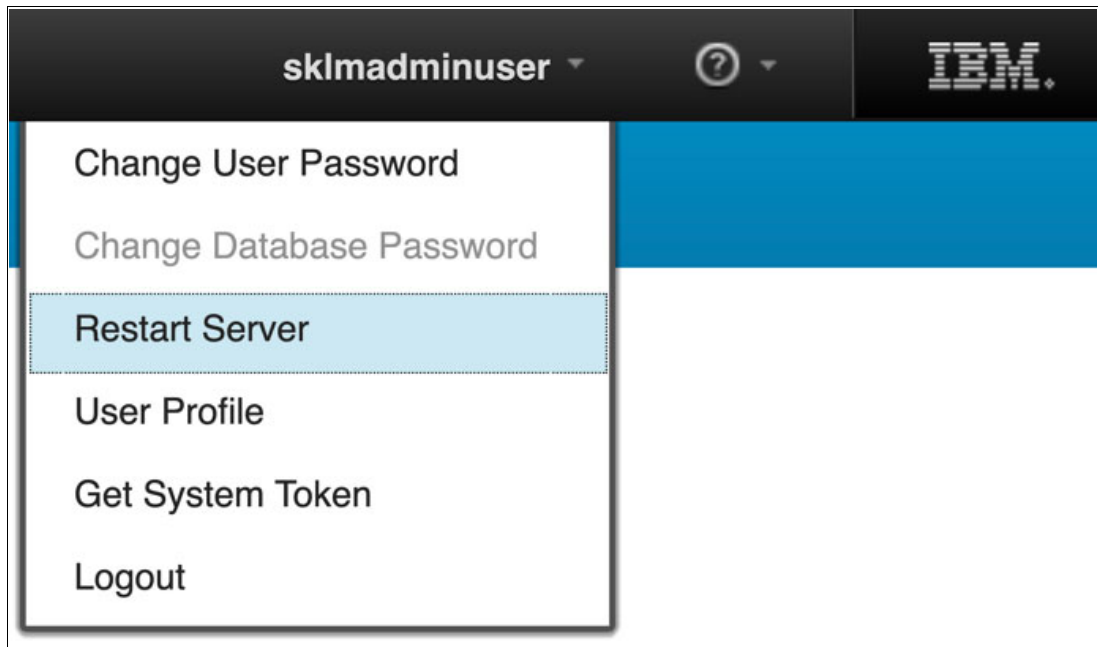 sklmadminuser
?
IBM.
Change User Password
Change Database Password
Restart Server
User Profile
Get System Token
Logout